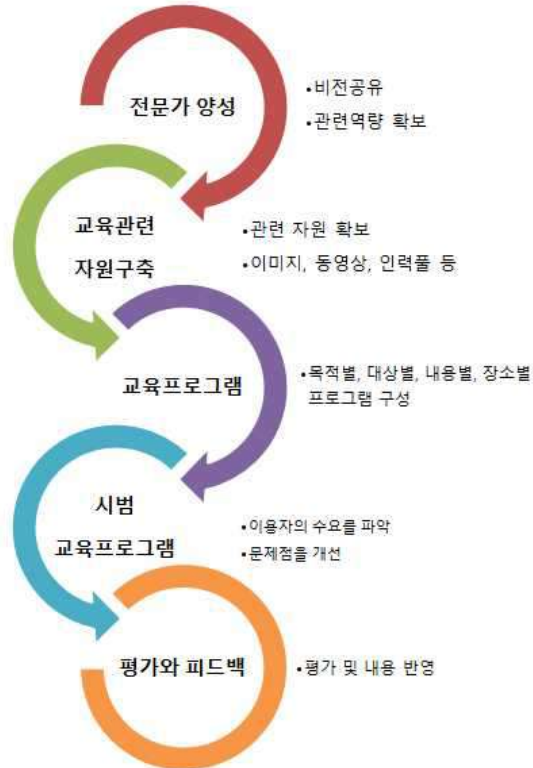 전문가 양성
•비전공유
•관련역량 확보
교육관련
자원구축
•관련 자원 확보
•이미지, 동영상, 인력풀 등
교육프로그램
•목적별, 대상별, 내용별, 장소별
프로그램 구성
시범
교육프로그램
•이용자의 수요를 파악
•문제점을 개선
평가와 피드백
•평가 및 내용 반영